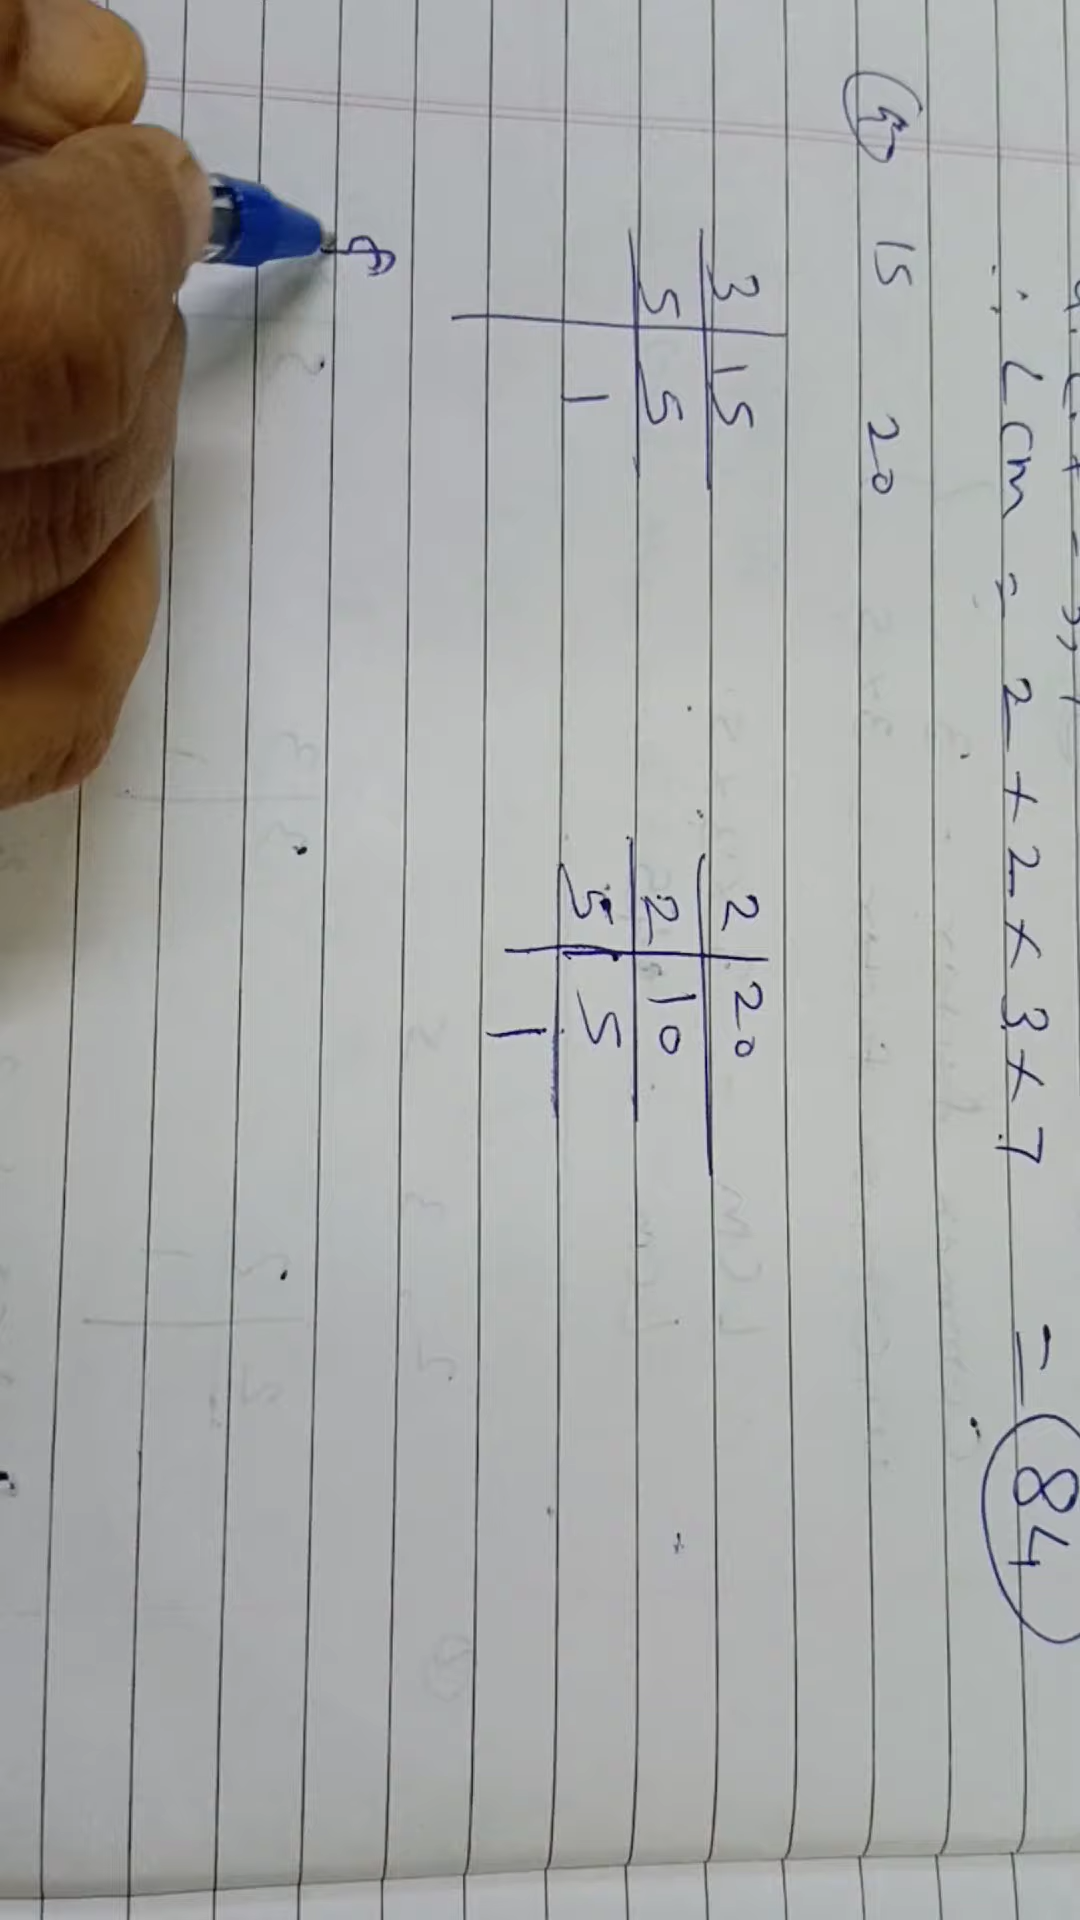 ∴ LCM = 2 × 2 × 3 × 7 = 84
15 20
3 15 2 20
5 5 2 10
1 5 5
1